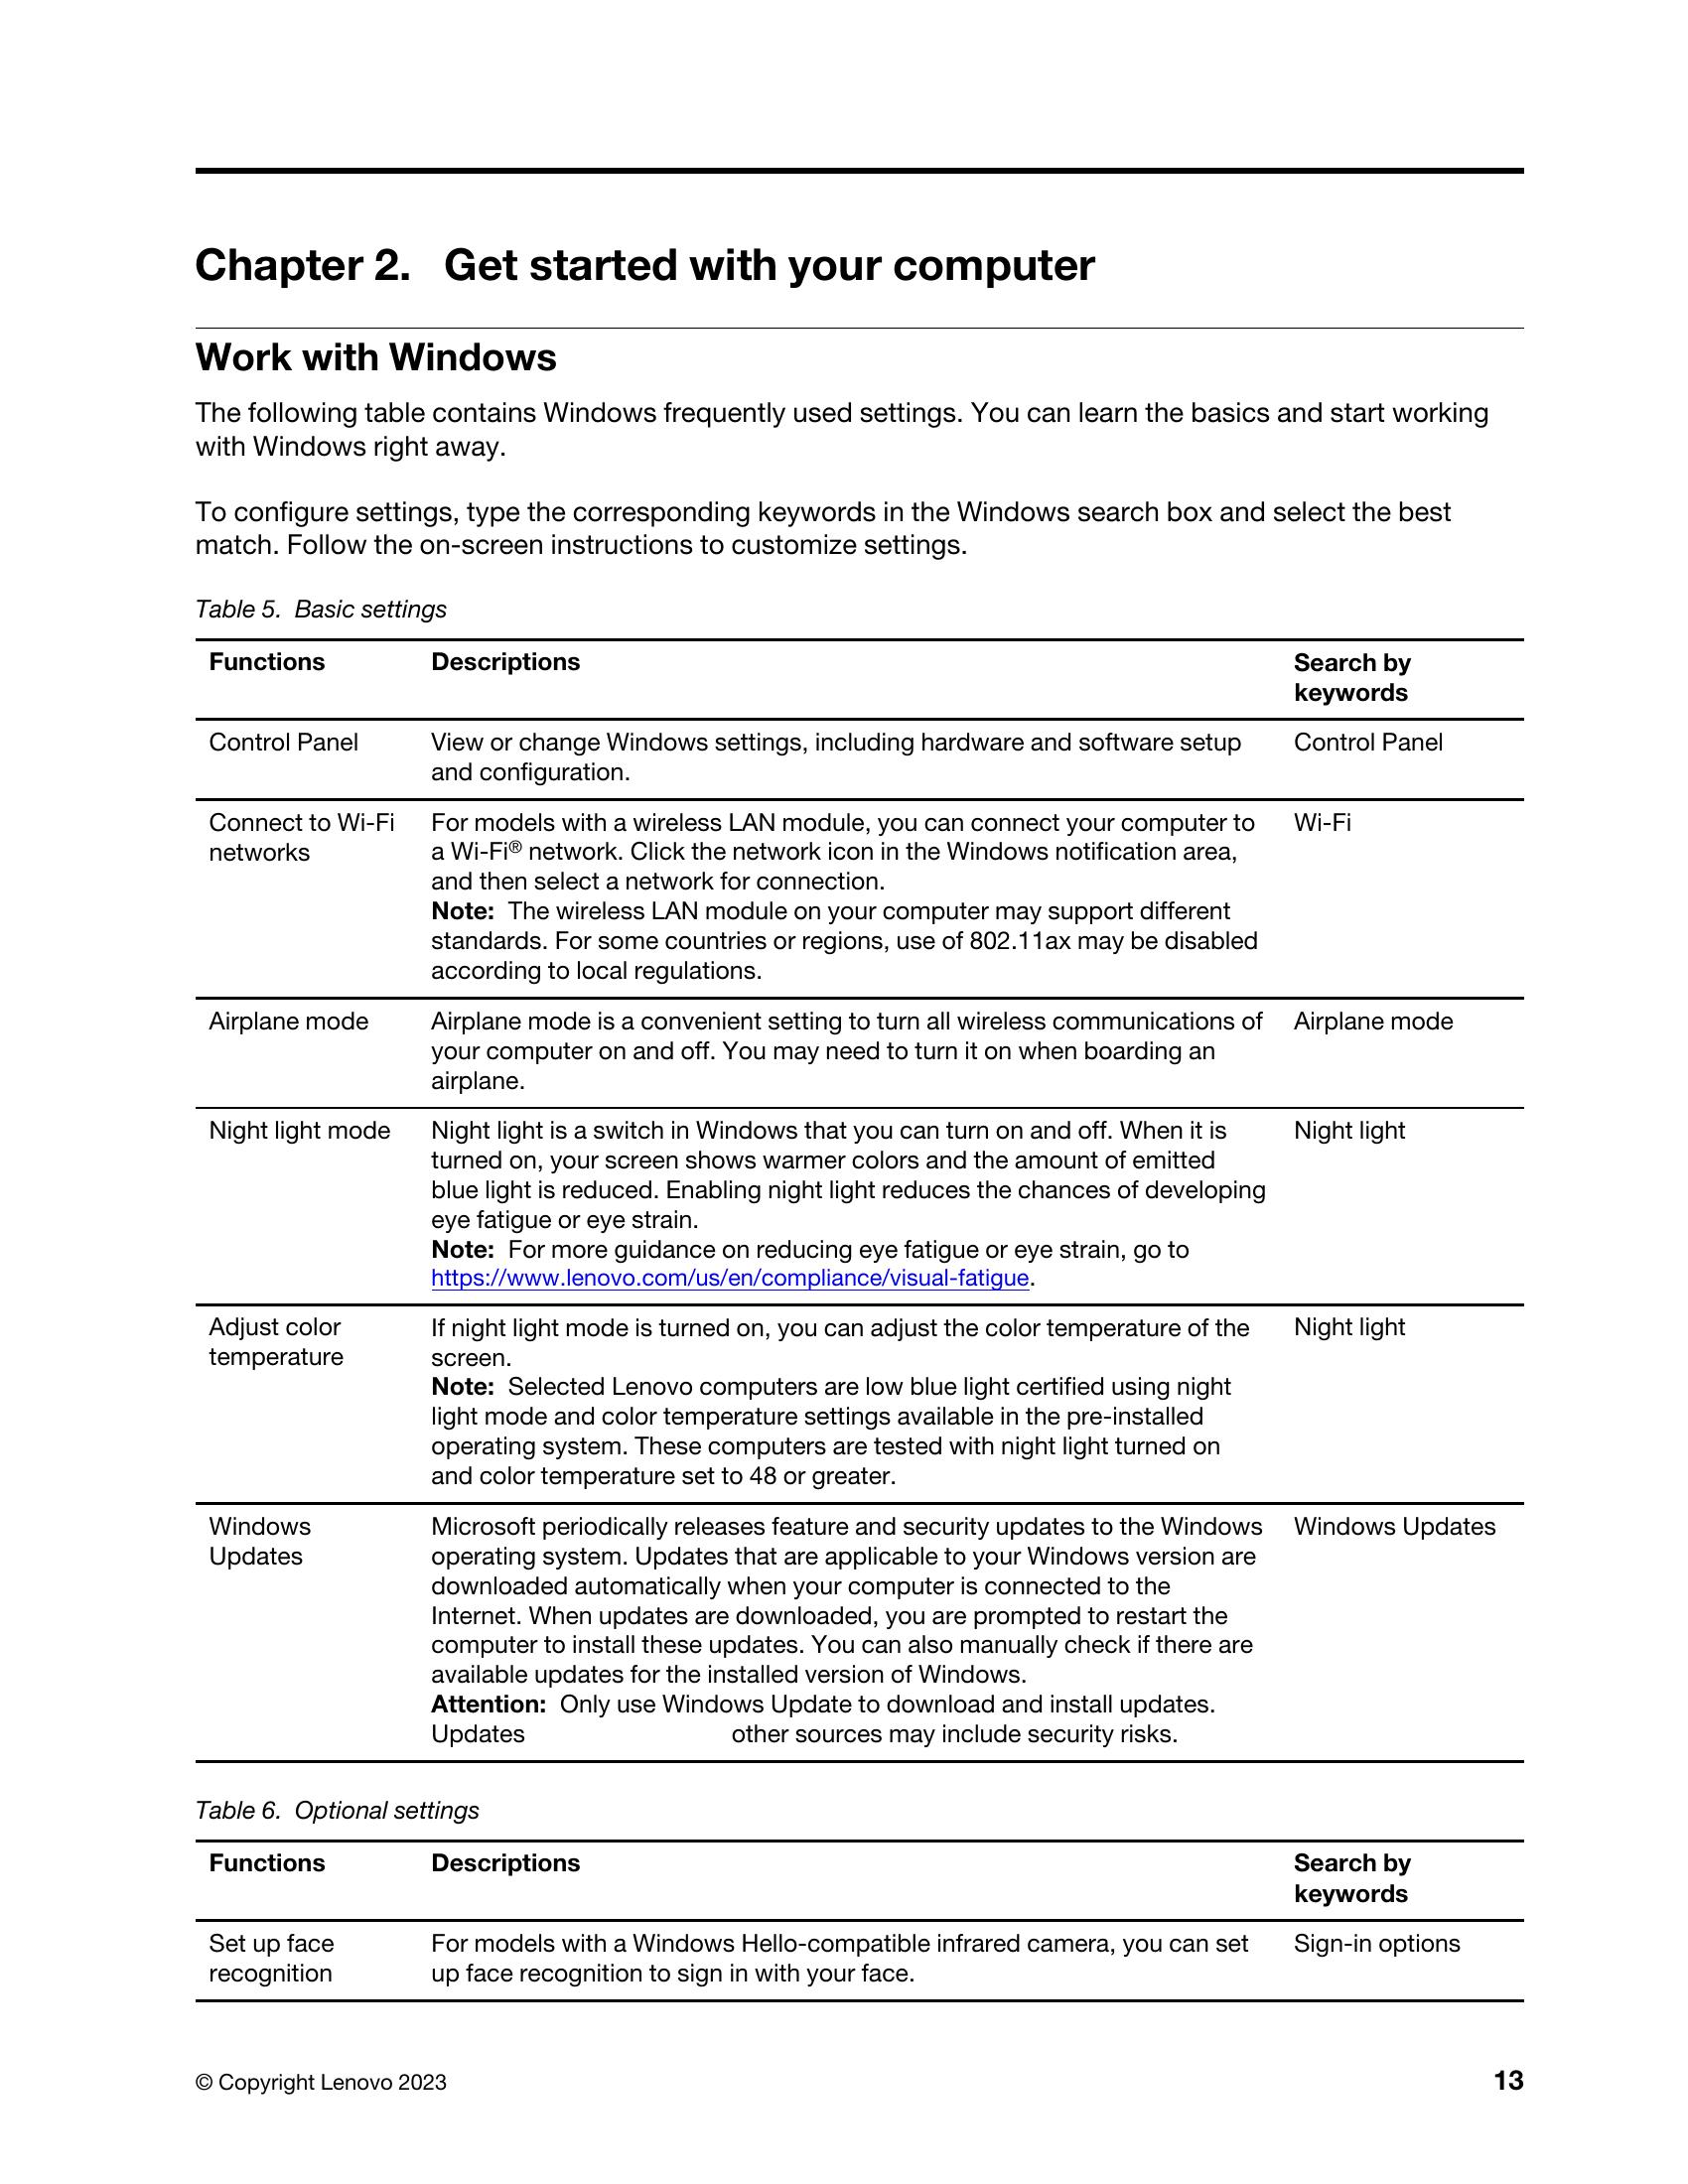 Chapter 2. Get started with your computer
Work with Windows
The following table contains Windows frequently used settings. You can learn the basics and start working
with Windows right away.
To configure settings, type the corresponding keywords in the Windows search box and select the best
match. Follow the on-screen instructions to customize settings.
Table 5. Basic settings
Functions
Descriptions
Search by
keywords
Control Panel
View or change Windows settings, including hardware and software setup
and configuration.
Control Panel
Connect to Wi-Fi
networks
For models with a wireless LAN module, you can connect your computer to
a Wi-Fi® network. Click the network icon in the Windows notification area,
and then select a network for connection.
Note: The wireless LAN module on your computer may support different
standards. For some countries or regions, use of 802.11ax may be disabled
according to local regulations.
Wi-Fi
Airplane mode
Airplane mode is a convenient setting to turn all wireless communications of
your computer on and off. You may need to turn it on when boarding an
airplane.
Airplane mode
Night light mode
Night light is a switch in Windows that you can turn on and off. When it is
turned on, your screen shows warmer colors and the amount of emitted
blue light is reduced. Enabling night light reduces the chances of developing
eye fatigue or eye strain.
Note: For more guidance on reducing eye fatigue or eye strain, go to
https://www.lenovo.com/us/en/compliance/visual-fatigue.
Night light
Adjust color
temperature
If night light mode is turned on, you can adjust the color temperature of the
screen.
Note: Selected Lenovo computers are low blue light certified using night
light mode and color temperature settings available in the pre-installed
operating system. These computers are tested with night light turned on
and color temperature set to 48 or greater.
Night light
Windows
Updates
Microsoft periodically releases feature and security updates to the Windows
operating system. Updates that are applicable to your Windows version are
downloaded automatically when your computer is connected to the
Internet. When updates are downloaded, you are prompted to restart the
computer to install these updates. You can also manually check if there are
available updates for the installed version of Windows.
Attention: Only use Windows Update to download and install updates.
Updates other sources may include security risks.
Windows Updates
Table 6. Optional settings
Functions
Descriptions
Search by
keywords
Set up face
recognition
For models with a Windows Hello-compatible infrared camera, you can set
up face recognition to sign in with your face.
Sign-in options
© Copyright Lenovo 2023
13